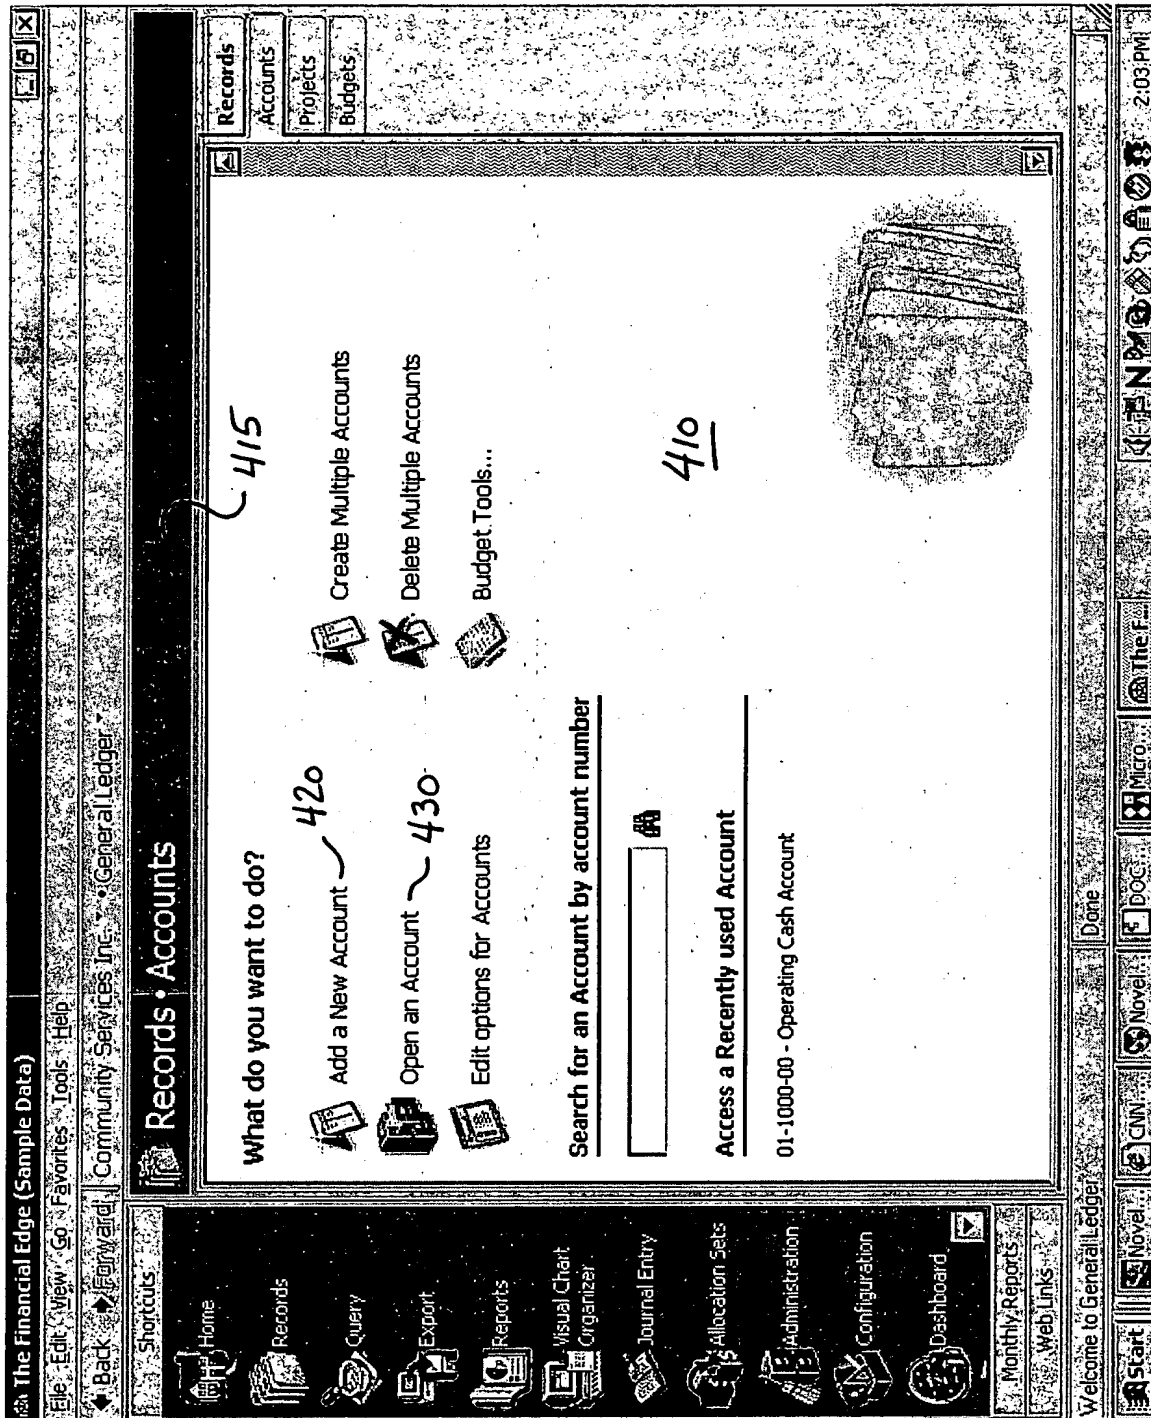 The Financial Edge (Sample Data)
File Edit View Go Favorites Tools Help
Back Forward Community Services Inc. • General Ledger
Shortcuts
Home
Records
Query
Export
Reports
Visual Chart
Organizer
Journal Entry
Allocation Sets
Administration
Configuration
Dashboard
Monthly Reports
Web Links
Records • Accounts
415
What do you want to do?
Add a New Account
420
Open an Account
430
Edit options for Accounts
Create Multiple Accounts
Delete Multiple Accounts
Budget Tools...
Search for an Account by account number
410
Access a Recently used Account
01-1000-00 - Operating Cash Account
Records
Accounts
Projects
Budgets
Welcome to General Ledger
Done
Start
Novel...
CNN...
Novel...
DOC...
Micro...
The F...
N
2:03 PM